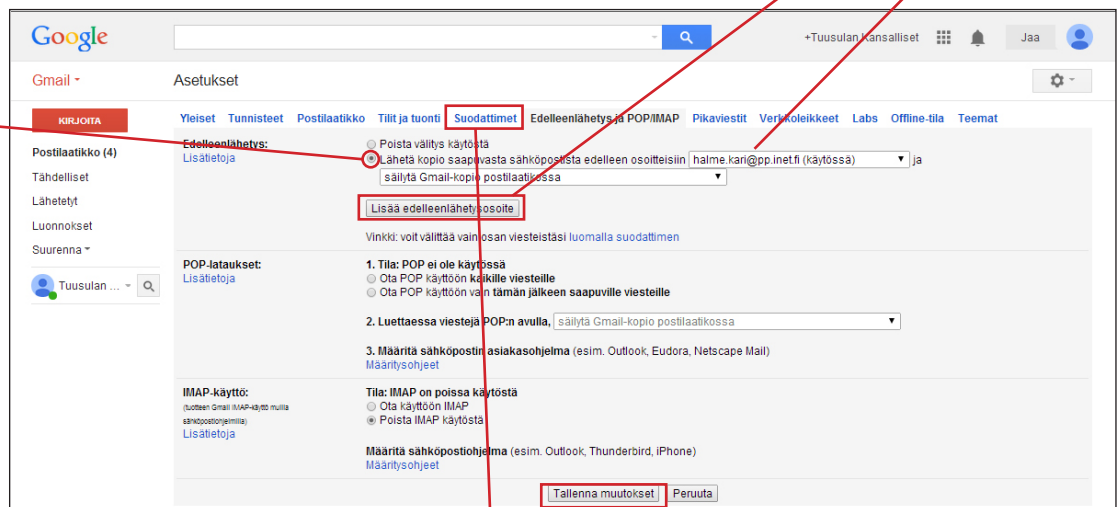 Google
+Tuusulan Kansalliset
Jaa
Gmail
Asetukset
KIRJOITA
Postilaatikko (4)
Tähdelliset
Lähetetyt
Luonnokset
Suurenna
Tuusulan ...
Yleiset Tunnisteet Postilaatikko Tilit ja tuonti Suodattimet Edelleenlähetys ja POP/IMAP Pikaviestit Verkkoleikkeet Labs Offline-tila Teemat
Edelleenlähetys:
Lisätietoja
Poista välitys käytöstä
Lähetä kopio saapuvasta sähköpostista edelleen osoitteisiin halme.kari@pp.inet.fi (käytössä) ja
säilytä Gmail-kopio postilaatikossa
Lisää edelleenlähetysosoite
Vinkki: voit välittää vain osan viesteistäsi luomalla suodattimen
POP-lataukset:
Lisätietoja
1. Tila: POP ei ole käytössä
Ota POP käyttöön kaikille viesteille
Ota POP käyttöön vain tämän jälkeen saapuville viesteille
2. Luettaessa viestejä POP:n avulla, säilytä Gmail-kopio postilaatikossa
3. Määritä sähköpostin asiakasohjelma (esim. Outlook, Eudora, Netscape Mail)
Määritysohjeet
IMAP-käyttö:
(tuotteen Gmail IMAP-käyttö muilla
sähköpostiohjelmilla)
Lisätietoja
Tila: IMAP on poissa käytöstä
Ota käyttöön IMAP
Poista IMAP käytöstä
Määritä sähköpostiohjelma (esim. Outlook, Thunderbird, iPhone)
Määritysohjeet
Tallenna muutokset Peruuta